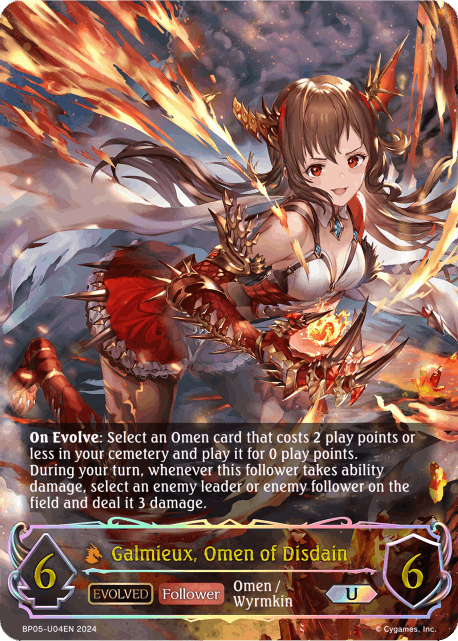 On Evolve: Select an Omen card that costs 2 play points or
less in your cemetery and play it for 0 play points.
During your turn, whenever this follower takes ability
damage, select an enemy leader or enemy follower on the
field and deal it 3 damage.
6
Galmieux, Omen of Disdain
6
EVOLVED
Follower
Omen /
Wyrmkin
U
BP05-U04EN 2024
© Cygames, Inc.